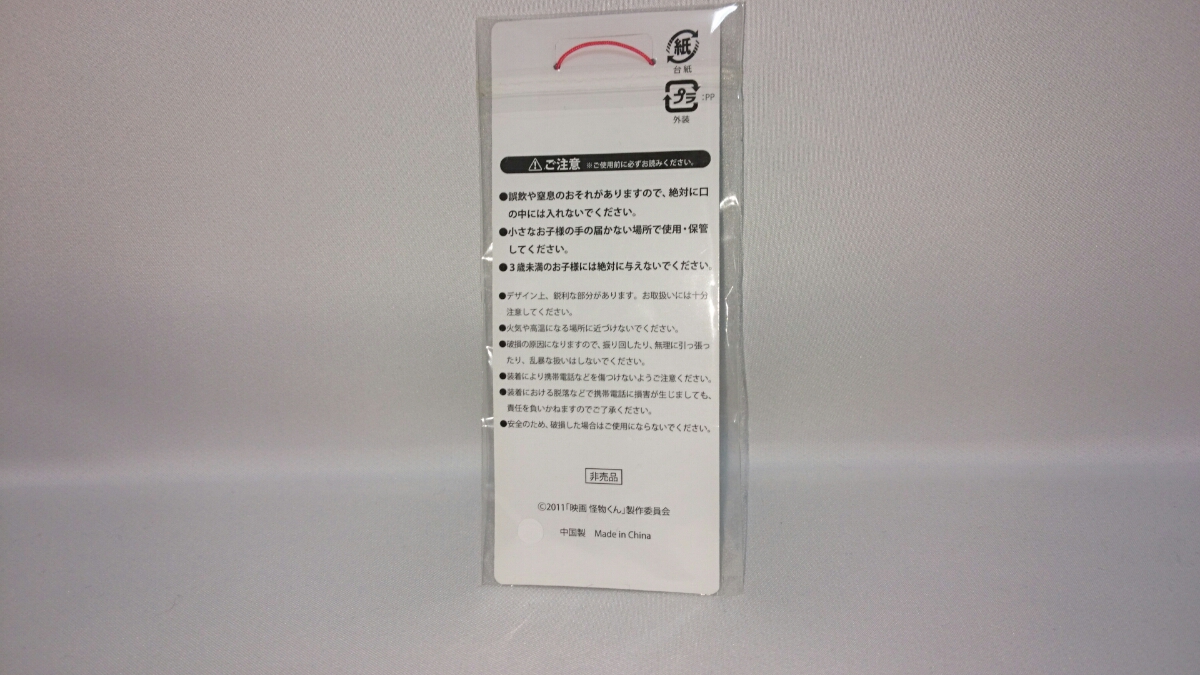 紙
台紙
プラ :PP
外装
⚠ご注意 ※ご使用前に必ずお読みください。
●誤飲や窒息のおそれがありますので、絶対に口
の中には入れないでください。
●小さなお子様の手の届かない場所で使用・保管
してください。
●3歳未満のお子様には絶対に与えないでください。
●デザイン上、鋭利な部分があります。お取扱いには十分
注意してください。
●火気や高温になる場所に近づけないでください。
●破損の原因になりますので、振り回したり、無理に引っ張っ
たり、乱暴な扱いはしないでください。
●装着により携帯電話などを傷つけないようご注意ください。
●装着における脱落などで携帯電話に損害が生じましても、
責任を負いかねますのでご了承ください。
●安全のため、破損した場合はご使用にならないでください。
非売品
©2011「映画 怪物くん」製作委員会
中国製 Made in China